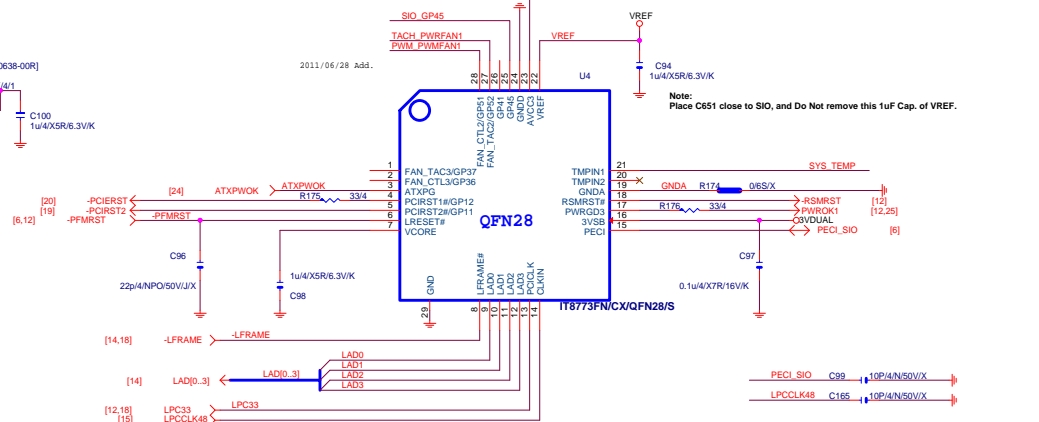 SIO_GP45
VREF
TACH_PWRFAN1
PWM_PWMFAN1
VREF
0638-00R]
2011/06/28 Add.
C94
1u/4/X5R/6.3V/K
U4
/4/1
Note:
Place C651 close to SIO, and Do Not remove this 1uF Cap. of VREF.
C100
1u/4/X5R/6.3V/K
28
27
26
25
24
23
22
FAN_CTL2/GP51
FAN_TAC2/GP52
GP41
GP45
GNDD
AVCC3
VREF
1
FAN_TAC3/GP37
2
FAN_CTL3/GP36
[24]
ATXPWOK
ATXPWOK
3
ATXPG
[20]
-PCIERST
R175
33/4
4
PCIRST1#/GP12
[19]
-PCIRST2
5
PCIRST2#/GP11
[6,12]
-PFMRST
-PFMRST
6
LRESET#
7
VCORE
QFN28
TMPIN1
21
SYS_TEMP
TMPIN2
20
GNDA
19
GNDA
R174
0/6S/X
RSMRST#
18
-RSMRST
[12]
PWRGD3
17
R176
33/4
PWROK1
[12,25]
3VSB
16
3VDUAL
PECI
15
PECI_SIO
[6]
C96
22p/4/NPO/50V/J/X
1u/4/X5R/6.3V/K
C98
C97
0.1u/4/X7R/16V/K
GND
LFRAME#
LAD0
LAD1
LAD2
LAD3
PCICLK
CLKIN
29
8
9
10
11
12
13
14
IT8773FN/CX/QFN28/S
[14,18]
-LFRAME
-LFRAME
LAD0
LAD1
[14]
LAD[0..3]
LAD[0..3]
LAD2
LAD3
[12,18]
LPC33
LPC33
[15]
LPCCLK48
PECI_SIO
C99
10P/4/N/50V/X
LPCCLK48
C165
10P/4/N/50V/X